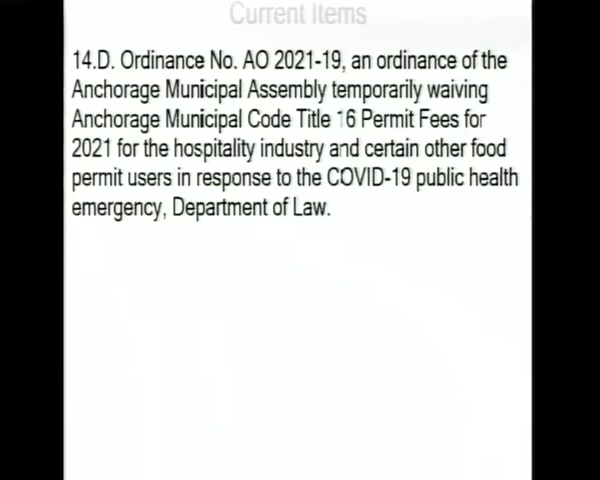 Current Items
14.D. Ordinance No. AO 2021-19, an ordinance of the
Anchorage Municipal Assembly temporarily waiving
Anchorage Municipal Code Title 16 Permit Fees for
2021 for the hospitality industry and certain other food
permit users in response to the COVID-19 public health
emergency, Department of Law.